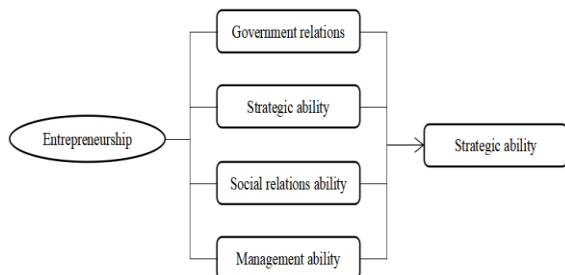 Government relations
Strategic ability
Entrepreneurship
Strategic ability
Social relations ability
Management ability